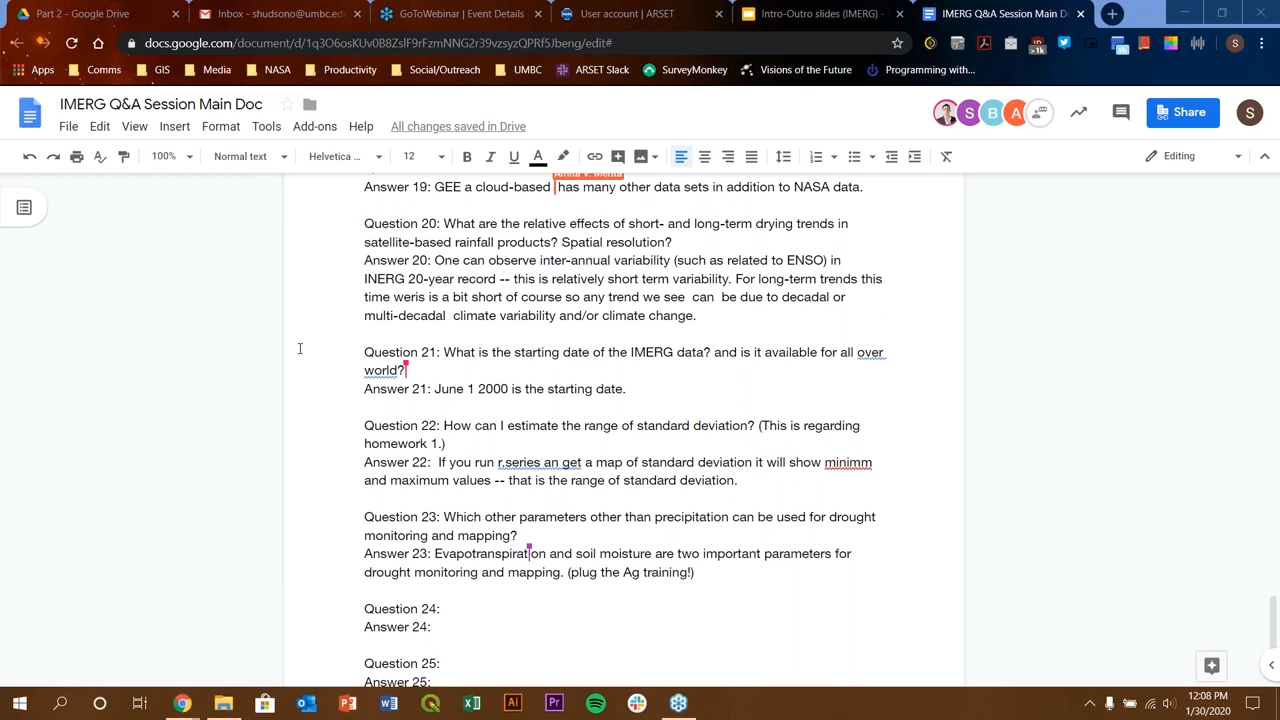 Part 2 - Google Drive
Inbox - shudson@umbc.ed
GoToWebinar | Event Details
User account | ARSET
Intro-Outro slides (IMERG) -
IMERG Q&A Session Main Do
docs.google.com/document/d/1q3O6osKUv0B8ZsIF9rFzmNNG2r39vzsyzQPRf5Jbeng/edit#
>1k
S
Apps
Comms
GIS
Media
NASA
Productivity
Social/Outreach
UMBC
ARSET Slack
SurveyMonkey
Visions of the Future
Programming with...
IMERG Q&A Session Main Doc
S
B
A
Share
S
File
Edit
View
Insert
Format
Tools
Add-ons
Help
All changes saved in Drive
100%
Normal text
Helvetica ...
12
B
I
U
A
Editing
Answer 19: GEE a cloud-based has many other data sets in addition to NASA data.
Question 20: What are the relative effects of short- and long-term drying trends in
satellite-based rainfall products? Spatial resolution?
Answer 20: One can observe inter-annual variability (such as related to ENSO) in
INERG 20-year record -- this is relatively short term variability. For long-term trends this
time weris is a bit short of course so any trend we see can be due to decadal or
multi-decadal climate variability and/or climate change.
Question 21: What is the starting date of the IMERG data? and is it available for all over
world?
Answer 21: June 1 2000 is the starting date.
Question 22: How can I estimate the range of standard deviation? (This is regarding
homework 1.)
Answer 22: If you run r.series an get a map of standard deviation it will show minimm
and maximum values -- that is the range of standard deviation.
Question 23: Which other parameters other than precipitation can be used for drought
monitoring and mapping?
Answer 23: Evapotranspiration and soil moisture are two important parameters for
drought monitoring and mapping. (plug the Ag training!)
Question 24:
Answer 24:
Question 25:
Answer 25:
12:08 PM
1/30/2020